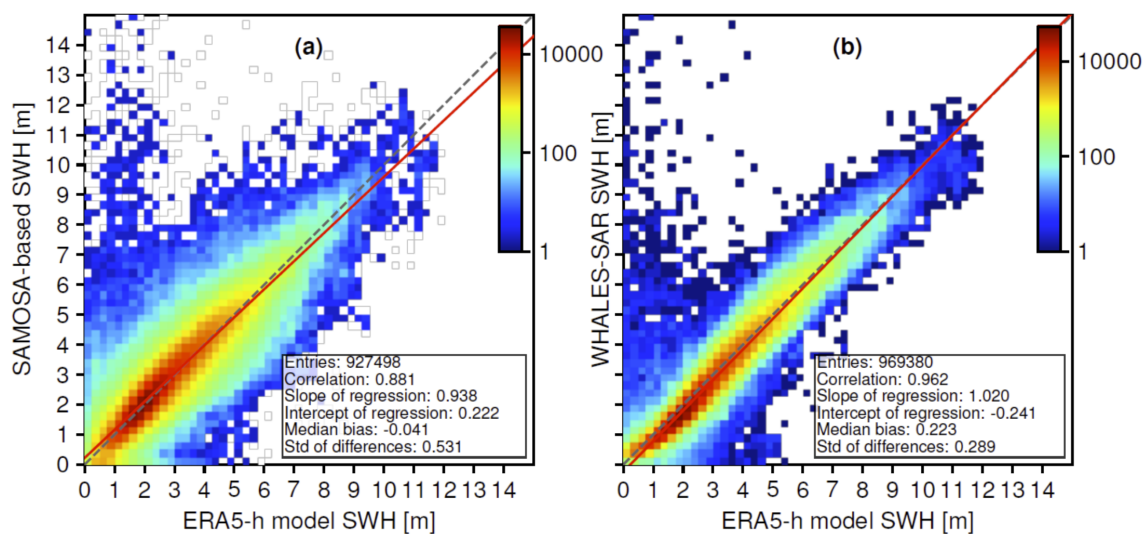 (a)
SAMOSA-based SWH [m]
14
13
12
11
10
9
8
7
6
5
4
3
2
1
0
10000
100
1
Entries: 927498
Correlation: 0.881
Slope of regression: 0.938
Intercept of regression: 0.222
Median bias: -0.041
Std of differences: 0.531
0 1 2 3 4 5 6 7 8 9 10 11 12 13 14
ERA5-h model SWH [m]
(b)
WHALES-SAR SWH [m]
10000
100
1
Entries: 969380
Correlation: 0.962
Slope of regression: 1.020
Intercept of regression: -0.241
Median bias: 0.223
Std of differences: 0.289
0 1 2 3 4 5 6 7 8 9 10 11 12 13 14
ERA5-h model SWH [m]